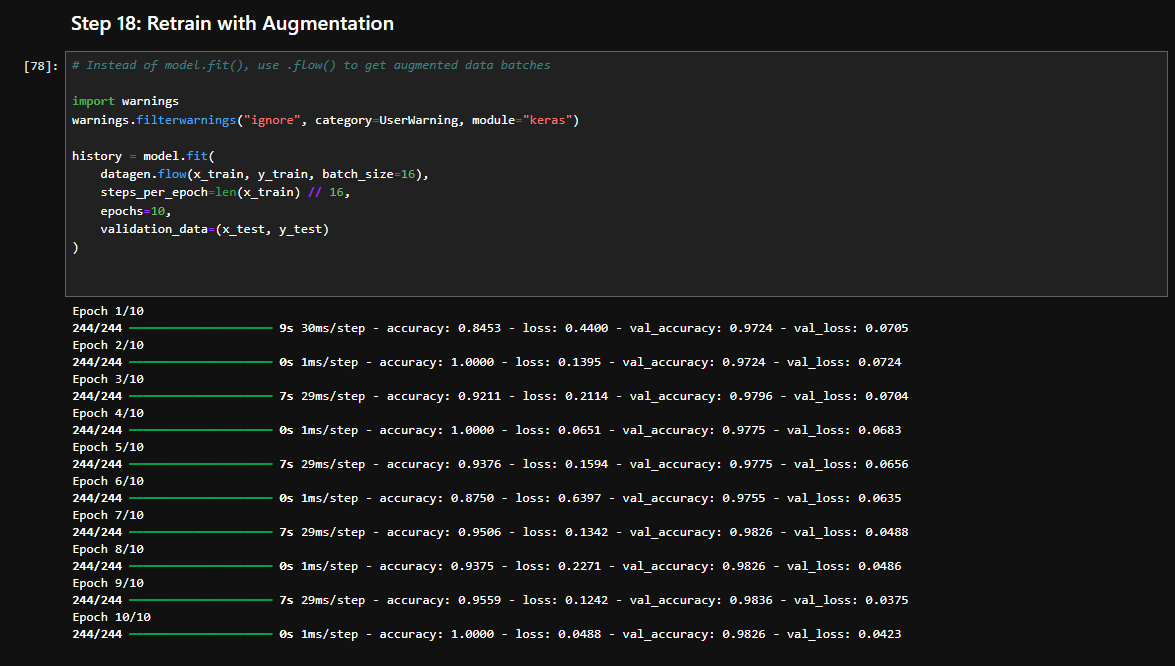 Step 18: Retrain with Augmentation
[78]:
# Instead of model.fit(), use .flow() to get augmented data batches
import warnings
warnings.filterwarnings("ignore", category=UserWarning, module="keras")
history = model.fit(
    datagen.flow(x_train, y_train, batch_size=16),
    steps_per_epoch=len(x_train) // 16,
    epochs=10,
    validation_data=(x_test, y_test)
)
Epoch 1/10
244/244 ━━━━━━━━━━━━━━━━━━━━ 9s 30ms/step - accuracy: 0.8453 - loss: 0.4400 - val_accuracy: 0.9724 - val_loss: 0.0705
Epoch 2/10
244/244 ━━━━━━━━━━━━━━━━━━━━ 0s 1ms/step - accuracy: 1.0000 - loss: 0.1395 - val_accuracy: 0.9724 - val_loss: 0.0724
Epoch 3/10
244/244 ━━━━━━━━━━━━━━━━━━━━ 7s 29ms/step - accuracy: 0.9211 - loss: 0.2114 - val_accuracy: 0.9796 - val_loss: 0.0704
Epoch 4/10
244/244 ━━━━━━━━━━━━━━━━━━━━ 0s 1ms/step - accuracy: 1.0000 - loss: 0.0651 - val_accuracy: 0.9775 - val_loss: 0.0683
Epoch 5/10
244/244 ━━━━━━━━━━━━━━━━━━━━ 7s 29ms/step - accuracy: 0.9376 - loss: 0.1594 - val_accuracy: 0.9775 - val_loss: 0.0656
Epoch 6/10
244/244 ━━━━━━━━━━━━━━━━━━━━ 0s 1ms/step - accuracy: 0.8750 - loss: 0.6397 - val_accuracy: 0.9755 - val_loss: 0.0635
Epoch 7/10
244/244 ━━━━━━━━━━━━━━━━━━━━ 7s 29ms/step - accuracy: 0.9506 - loss: 0.1342 - val_accuracy: 0.9826 - val_loss: 0.0488
Epoch 8/10
244/244 ━━━━━━━━━━━━━━━━━━━━ 0s 1ms/step - accuracy: 0.9375 - loss: 0.2271 - val_accuracy: 0.9826 - val_loss: 0.0486
Epoch 9/10
244/244 ━━━━━━━━━━━━━━━━━━━━ 7s 29ms/step - accuracy: 0.9559 - loss: 0.1242 - val_accuracy: 0.9836 - val_loss: 0.0375
Epoch 10/10
244/244 ━━━━━━━━━━━━━━━━━━━━ 0s 1ms/step - accuracy: 1.0000 - loss: 0.0488 - val_accuracy: 0.9826 - val_loss: 0.0423